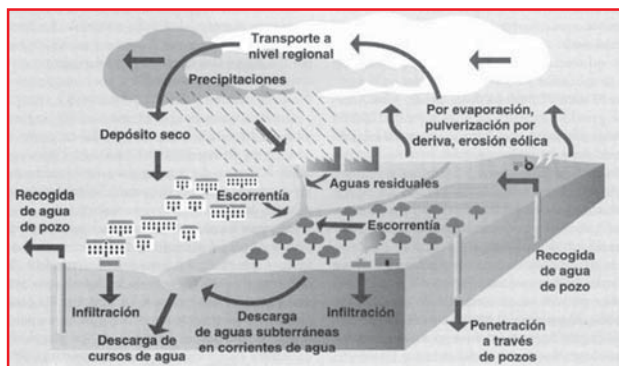 Transporte a
nivel regional
Precipitaciones
Depósito seco
Por evaporación,
pulverización por
deriva, erosión eólica
Recogida
de agua
de pozo
Escorrentía
Aguas residuales
Escorrentía
Recogida
de agua
de pozo
Infiltración
Descarga de
cursos de agua
Descarga
de aguas subterráneas
en corrientes de agua
Infiltración
Penetración
a través
de pozos